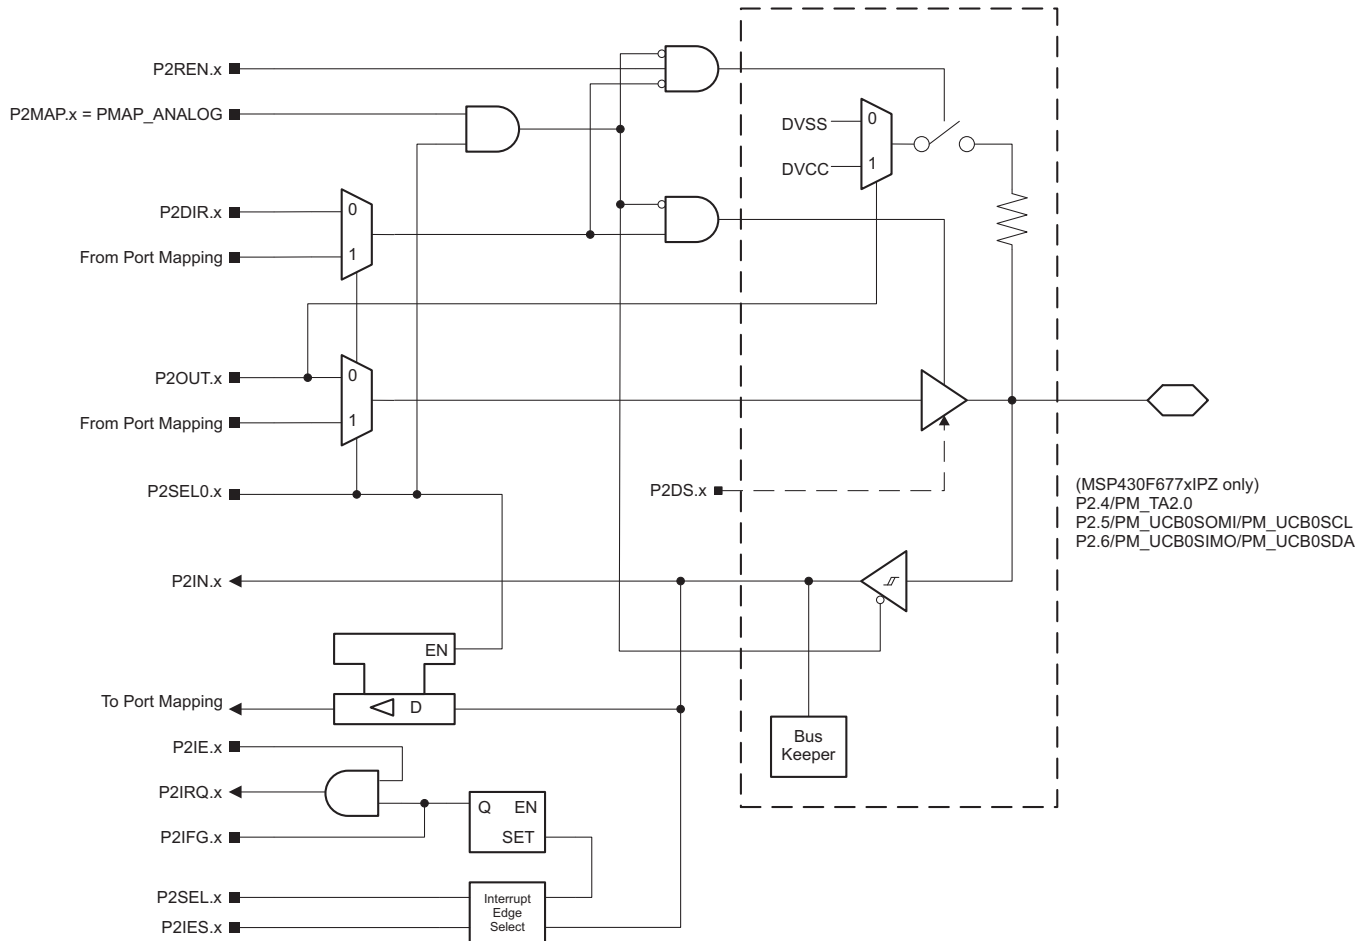 P2REN.x
P2MAP.x = PMAP_ANALOG
DVSS
0
DVCC
1
P2DIR.x
0
From Port Mapping
1
P2OUT.x
0
From Port Mapping
1
P2SEL0.x
P2DS.x
(MSP430F677xIPZ only)
P2.4/PM_TA2.0
P2.5/PM_UCB0SOMI/PM_UCB0SCL
P2.6/PM_UCB0SIMO/PM_UCB0SDA
P2IN.x
EN
To Port Mapping
D
Bus
Keeper
P2IE.x
P2IRQ.x
Q EN
SET
P2IFG.x
P2SEL.x
P2IES.x
Interrupt
Edge
Select